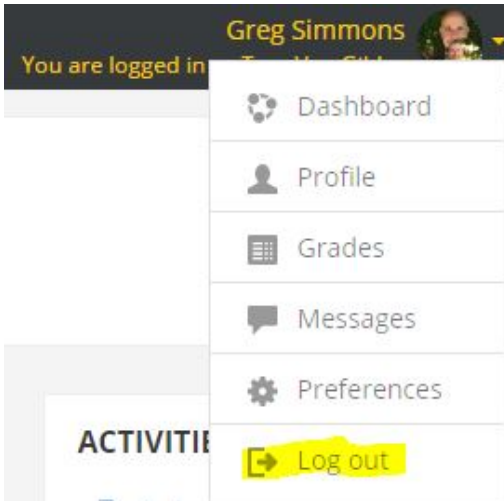 Greg Simmons
You are logged in
Dashboard
Profile
Grades
Messages
Preferences
ACTIVITIE
Log out